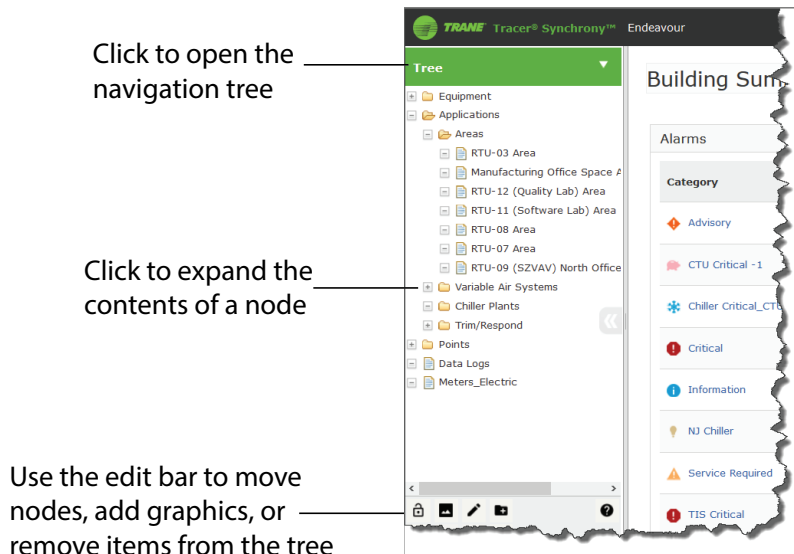 TRANE Tracer® Synchrony™ Endeavour
Click to open the
navigation tree
Tree
Equipment
Applications
Areas
RTU-03 Area
Manufacturing Office Space A
RTU-12 (Quality Lab) Area
RTU-11 (Software Lab) Area
RTU-08 Area
RTU-07 Area
RTU-09 (SZVAV) North Office
Click to expand the
contents of a node
Variable Air Systems
Chiller Plants
Trim/Respond
Points
Data Logs
Meters_Electric
Use the edit bar to move
nodes, add graphics, or
remove items from the tree
Building Sum
Alarms
Category
Advisory
CTU Critical -1
Chiller Critical_CTU
Critical
Information
NJ Chiller
Service Required
TIS Critical